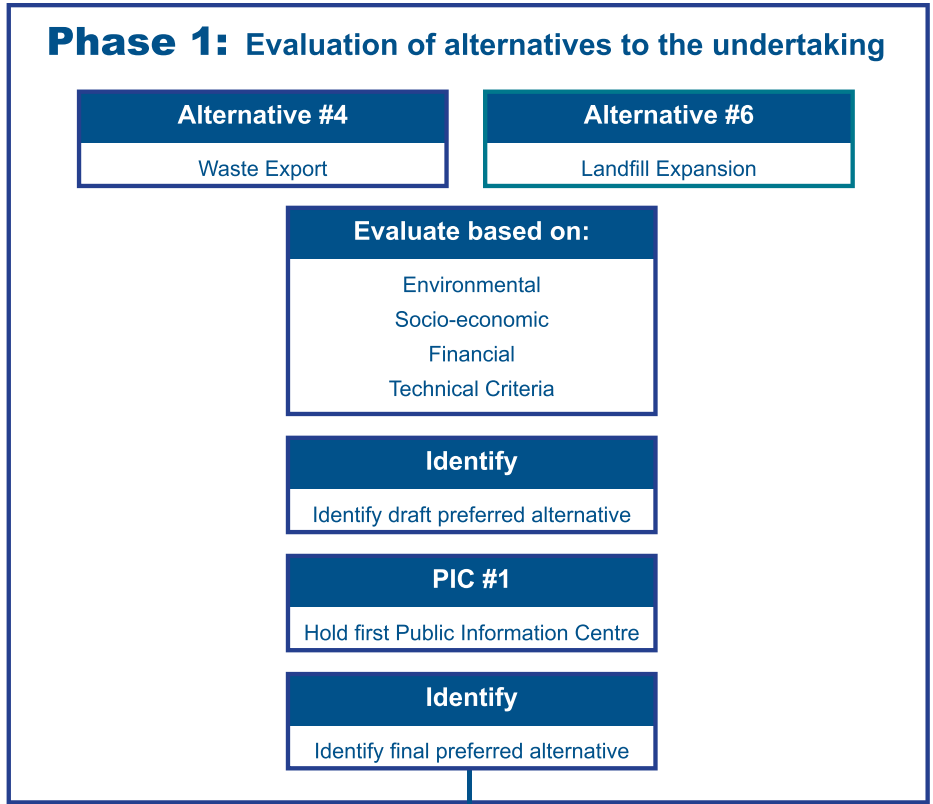 Phase 1: Evaluation of alternatives to the undertaking
Alternative #4
Waste Export
Alternative #6
Landfill Expansion
Evaluate based on:
Environmental
Socio-economic
Financial
Technical Criteria
Identify
Identify draft preferred alternative
PIC #1
Hold first Public Information Centre
Identify
Identify final preferred alternative